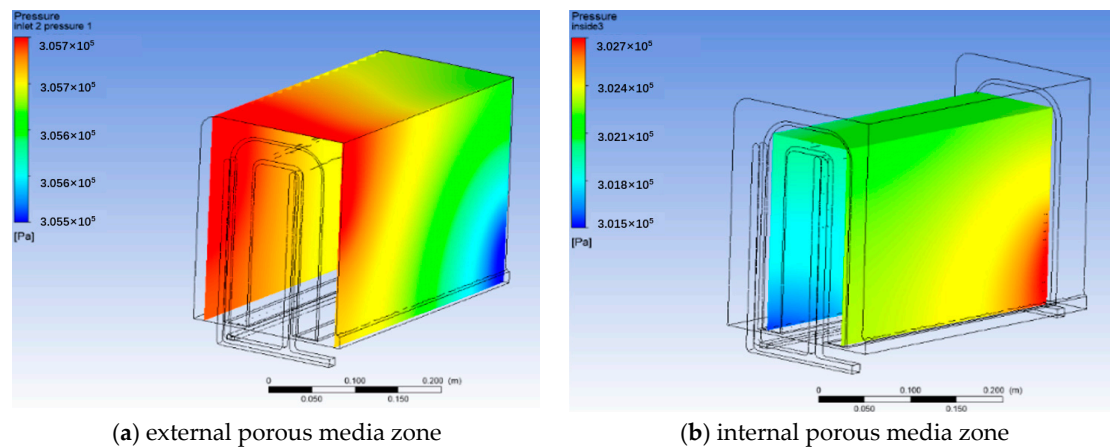 Pressure
inlet 2 pressure 1
3.057×10⁵
3.057×10⁵
3.056×10⁵
3.056×10⁵
3.055×10⁵
[Pa]
0 0.100 0.200 (m)
0.050 0.150
(a) external porous media zone
Pressure
inside3
3.027×10⁵
3.024×10⁵
3.021×10⁵
3.018×10⁵
3.015×10⁵
[Pa]
0 0.100 0.200 (m)
0.050 0.150
(b) internal porous media zone